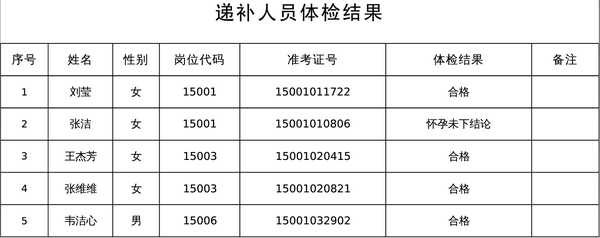 递补人员体检结果
序号 姓名 性别 岗位代码 准考证号 体检结果 备注
1 刘莹 女 15001 15001011722 合格
2 张洁 女 15001 15001010806 怀孕未下结论
3 王杰芳 女 15003 15001020415 合格
4 张维维 女 15003 15001020821 合格
5 韦洁心 男 15006 15001032902 合格